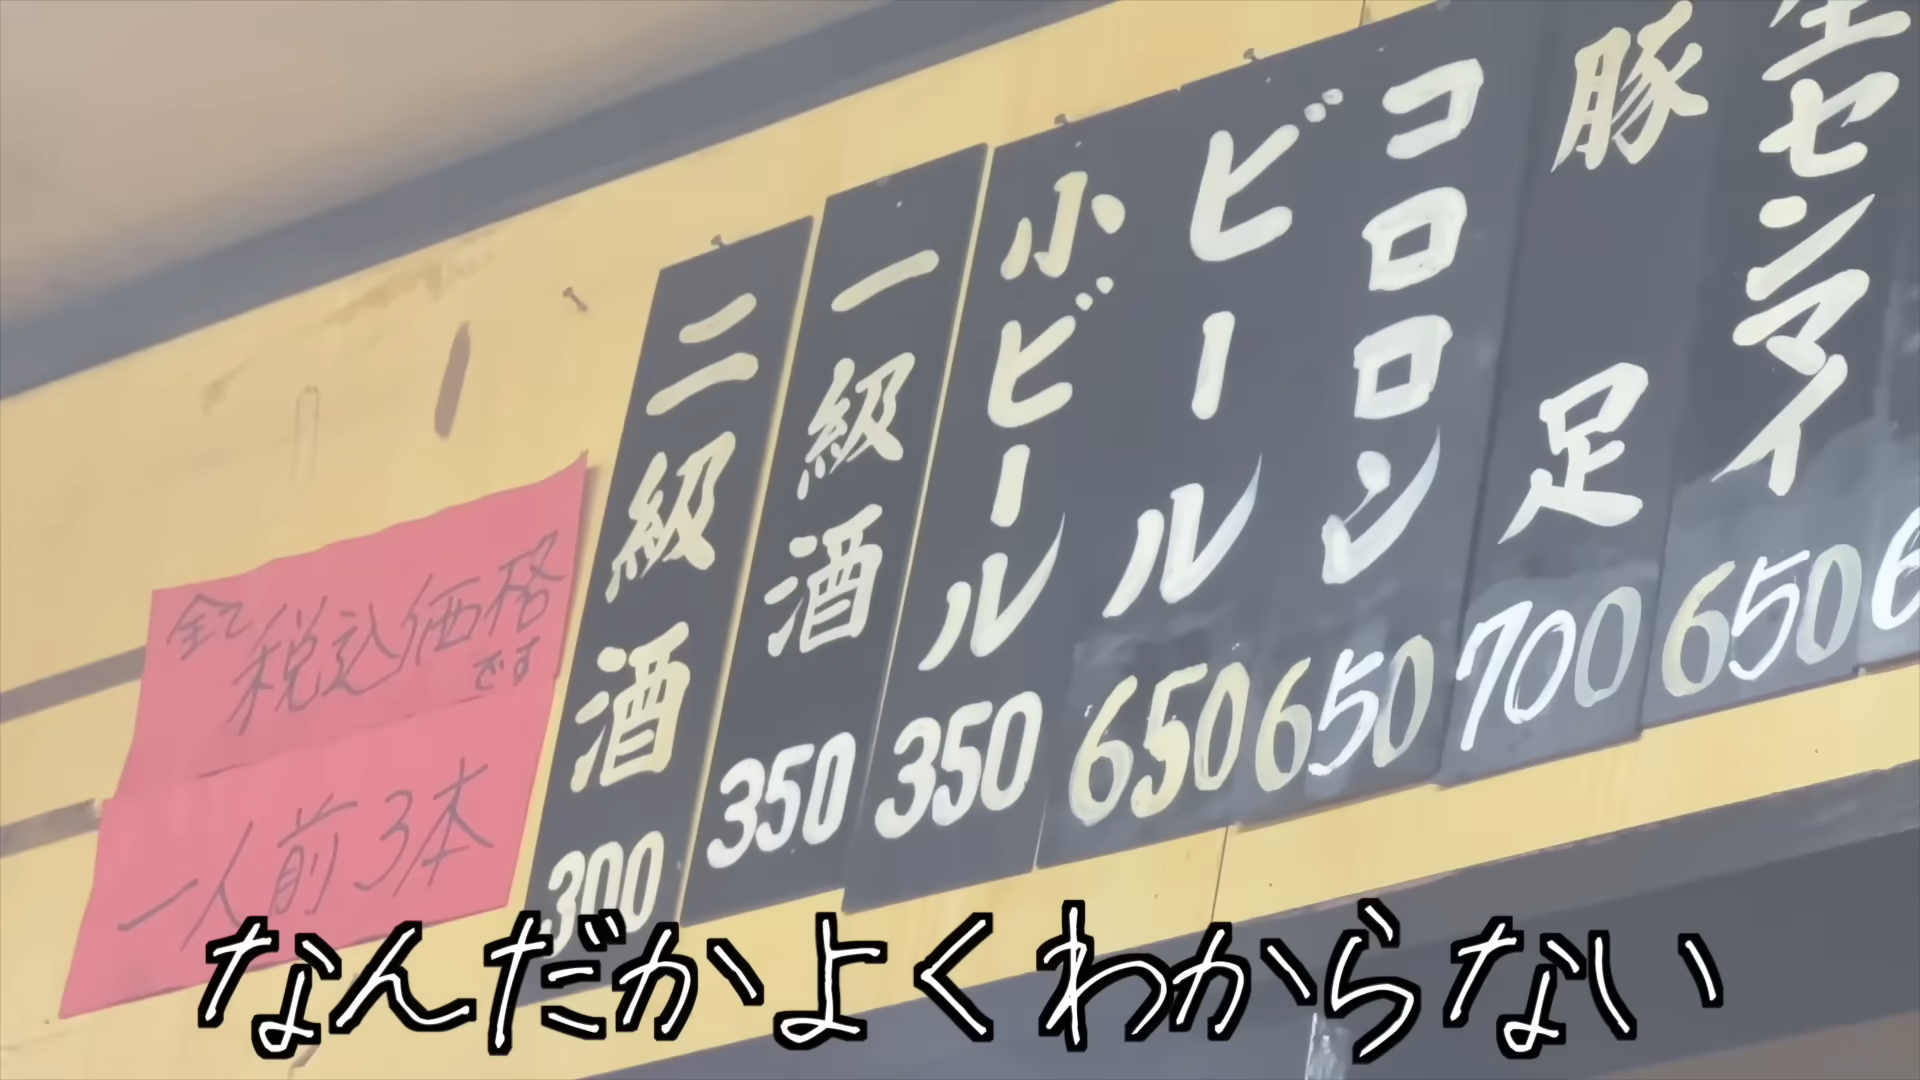 生センマイ
650
豚足
700
コロロン
650
ビール
650
小ビール
350
一級酒
350
二級酒
300
全て
税込価格
です
一人前3本
なんだかよくわからない